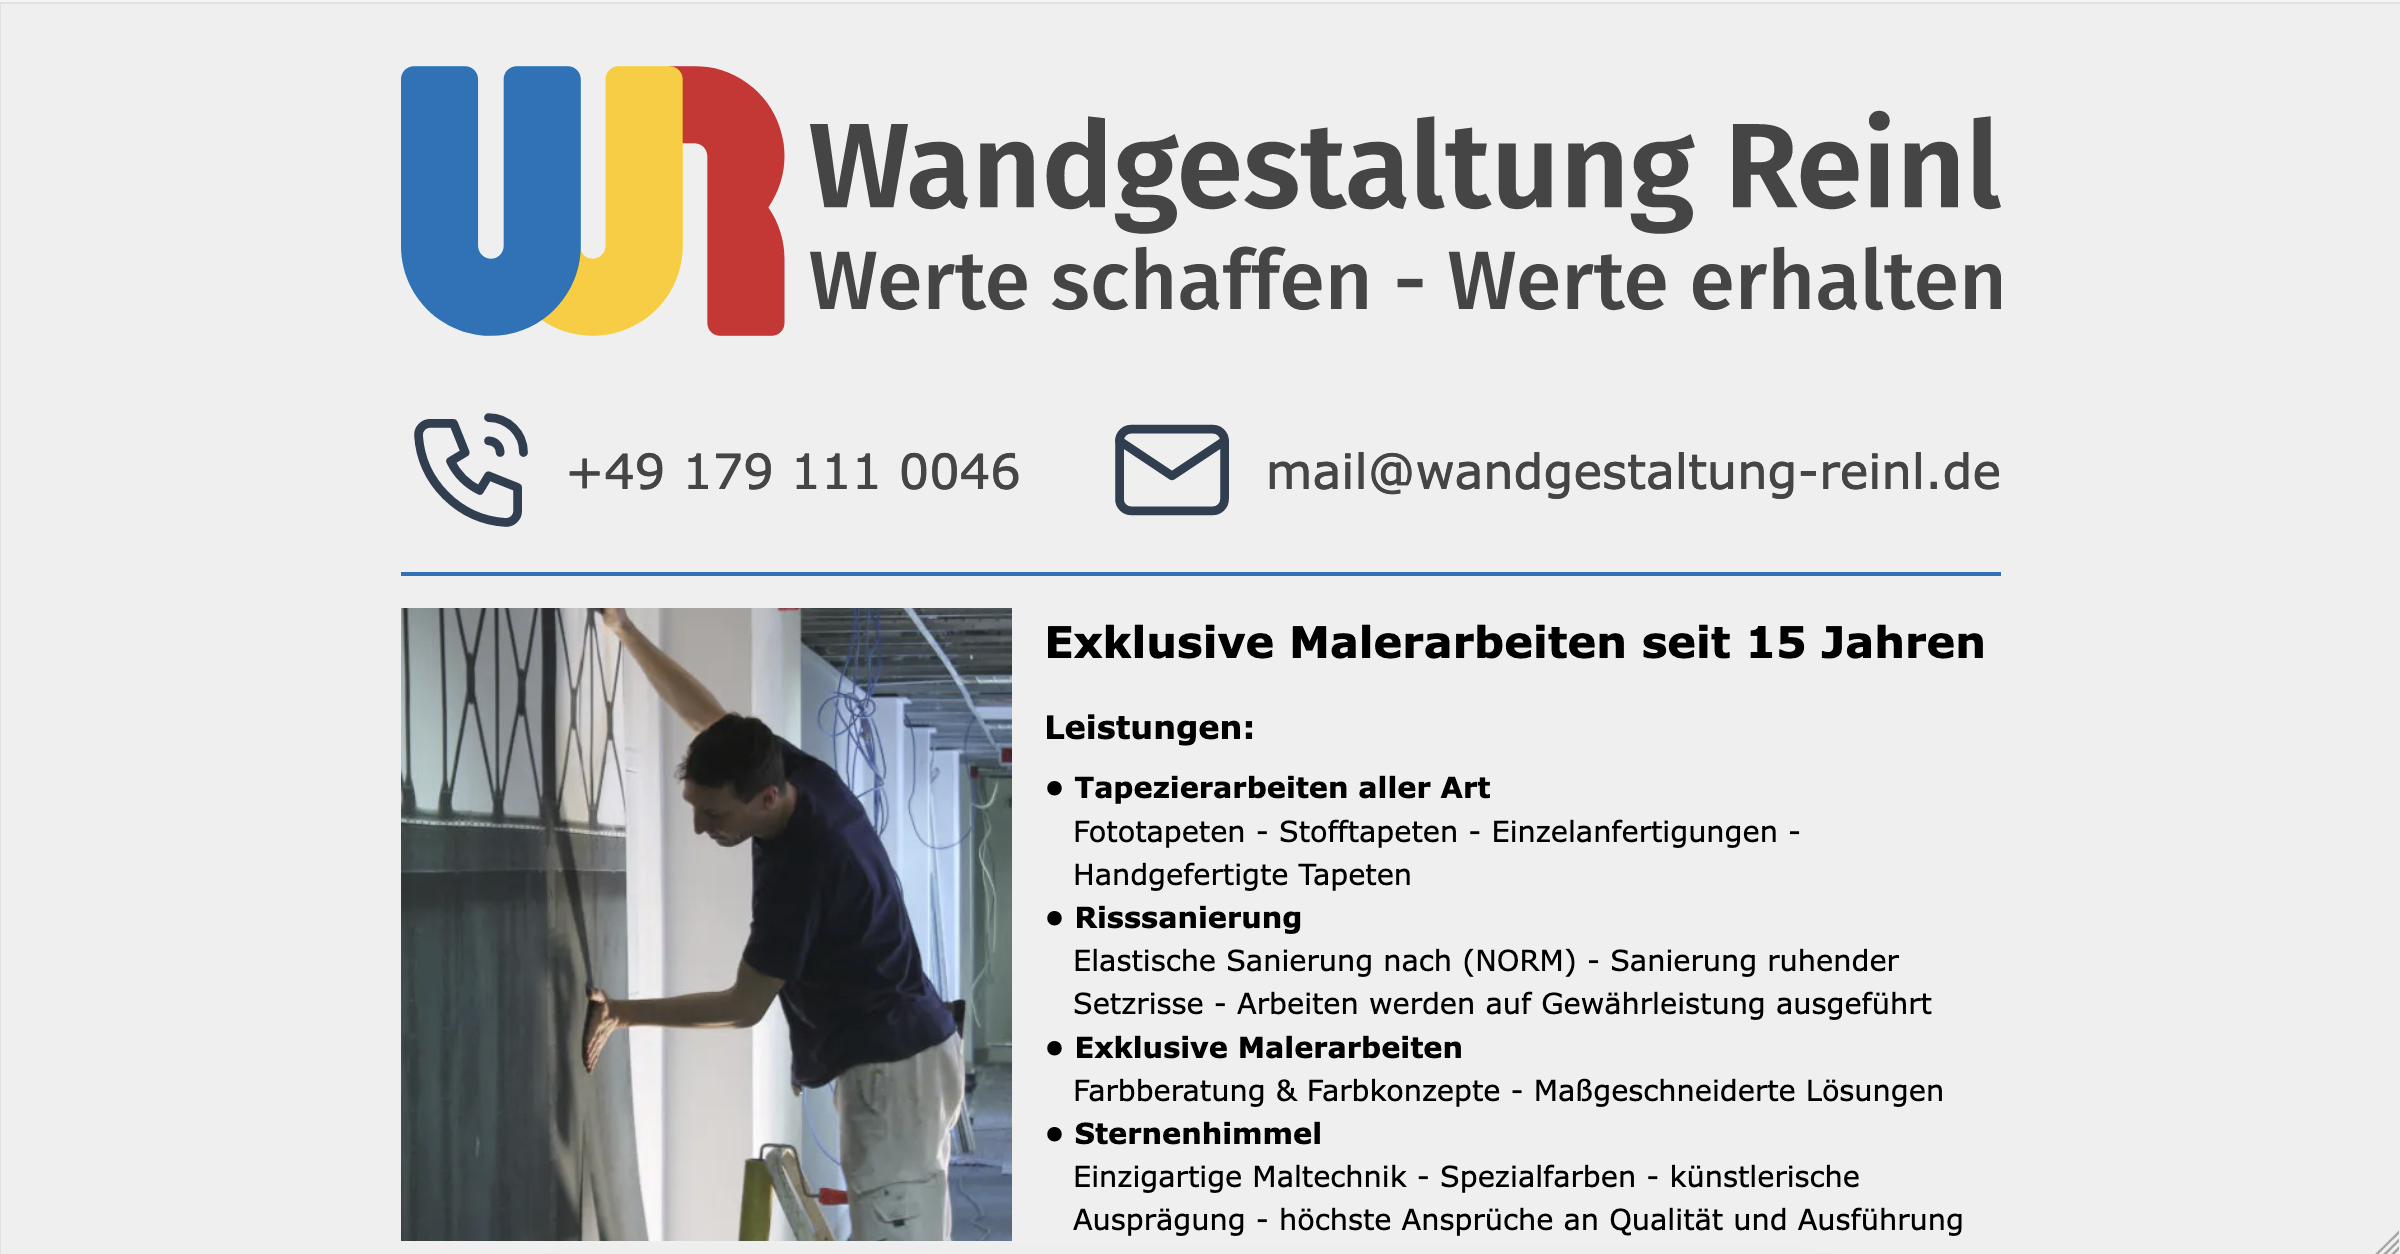 WR Wandgestaltung Reinl
Werte schaffen - Werte erhalten
+49 179 111 0046 mail@wandgestaltung-reinl.de
Exklusive Malerarbeiten seit 15 Jahren
Leistungen:
● Tapezierarbeiten aller Art
Fototapeten - Stofftapeten - Einzelanfertigungen -
Handgefertigte Tapeten
● Risssanierung
Elastische Sanierung nach (NORM) - Sanierung ruhender
Setzrisse - Arbeiten werden auf Gewährleistung ausgeführt
● Exklusive Malerarbeiten
Farbberatung & Farbkonzepte - Maßgeschneiderte Lösungen
● Sternenhimmel
Einzigartige Maltechnik - Spezialfarben - künstlerische
Ausprägung - höchste Ansprüche an Qualität und Ausführung